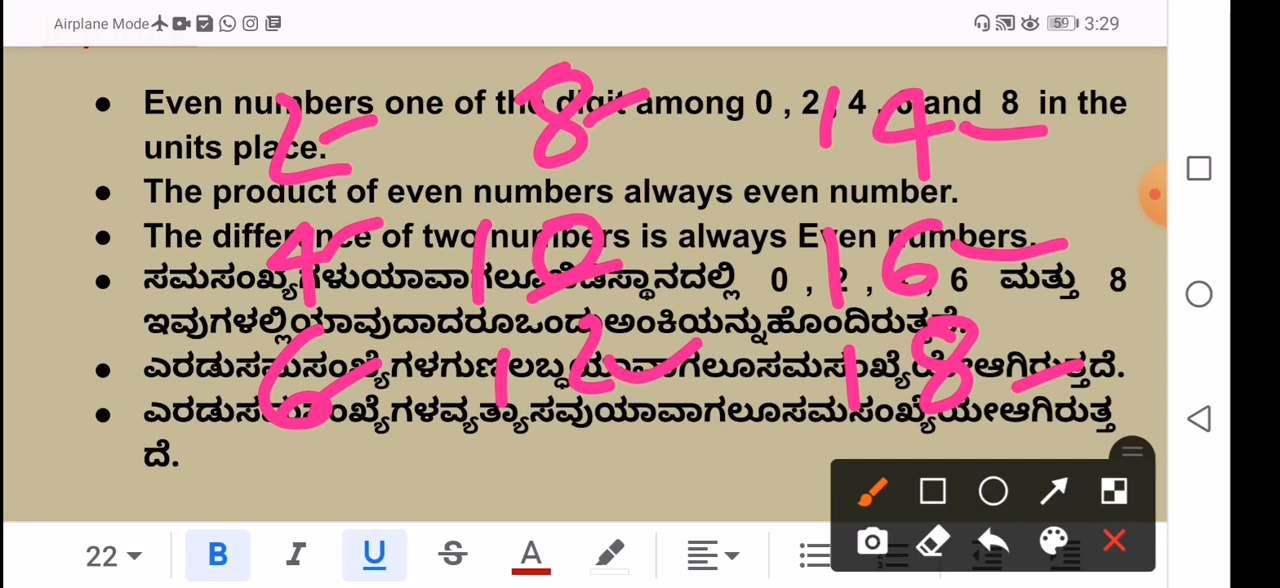 Airplane Mode 59 3:29
Even numbers one of the digit among 0 , 2, 4 , 6 and 8 in the
units place.
The product of even numbers always even number.
The difference of two numbers is always Even numbers.
ಸಮಸಂಖ್ಯೆಗಳುಯಾವಾಗಲೂಬಿಡಿಸ್ಥಾನದಲ್ಲಿ 0 , 2 , 4 , 6 ಮತ್ತು 8
ಇವುಗಳಲ್ಲಿಯಾವುದಾದರೂಒಂದುಅಂಕಿಯನ್ನುಹೊಂದಿರುತ್ತವೆ.
ಎರಡುಸಮಸಂಖ್ಯೆಗಳಗುಣಲಬ್ಧಯಾವಾಗಲೂಸಮಸಂಖ್ಯೆಯೇಆಗಿರುತ್ತದೆ.
ಎರಡುಸಮಸಂಖ್ಯೆಗಳವ್ಯತ್ಯಾಸವುಯಾವಾಗಲೂಸಮಸಂಖ್ಯೆಯೇಆಗಿರುತ್ತ
ದೆ.
2 8 14
4 10 16
6 12 18
22 B I U S A